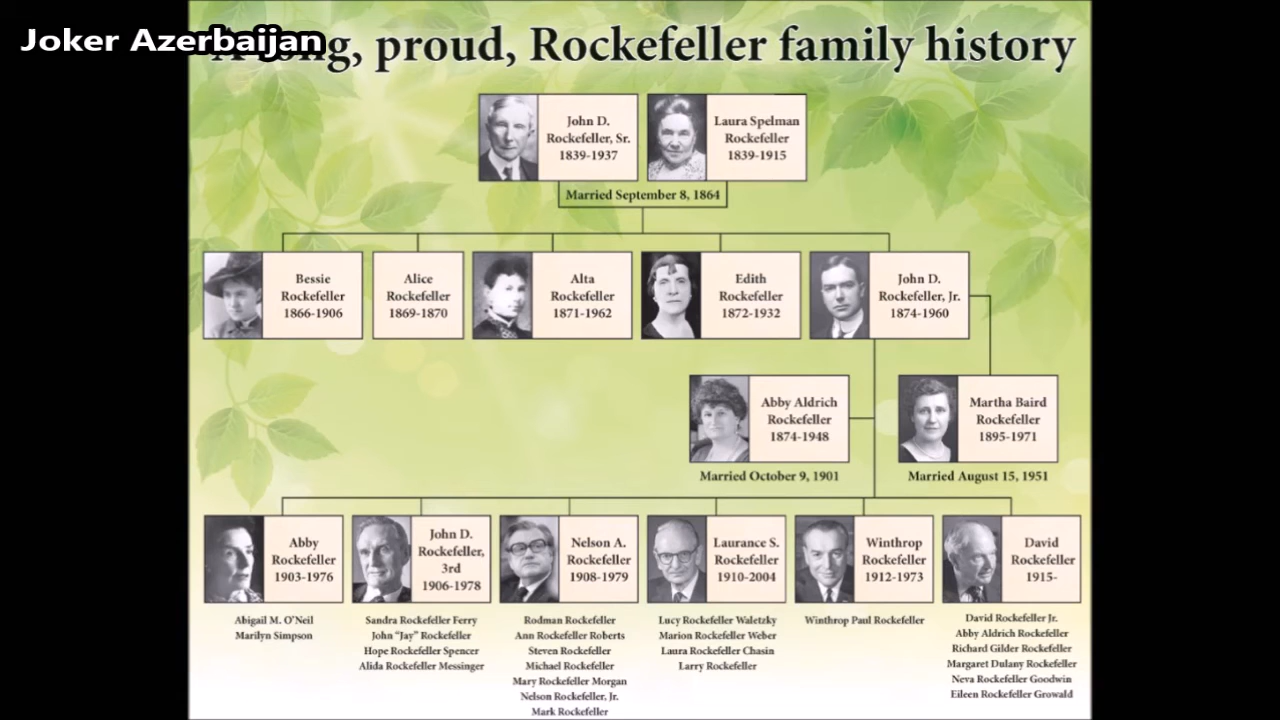 Joker Azerbaijan
long, proud, Rockefeller family history
John D.
Rockefeller, Sr.
1839-1937
Laura Spelman
Rockefeller
1839-1915
Married September 8, 1864
Bessie
Rockefeller
1866-1906
Alice
Rockefeller
1869-1870
Alta
Rockefeller
1871-1962
Edith
Rockefeller
1872-1932
John D.
Rockefeller, Jr.
1874-1960
Abby Aldrich
Rockefeller
1874-1948
Married October 9, 1901
Martha Baird
Rockefeller
1895-1971
Married August 15, 1951
Abby
Rockefeller
1903-1976
John D.
Rockefeller,
3rd
1906-1978
Nelson A.
Rockefeller
1908-1979
Laurance S.
Rockefeller
1910-2004
Winthrop
Rockefeller
1912-1973
David
Rockefeller
1915-
Abigail M. O'Neil
Marilyn Simpson
Sandra Rockefeller Ferry
John “Jay” Rockefeller
Hope Rockefeller Spencer
Alida Rockefeller Messinger
Rodman Rockefeller
Ann Rockefeller Roberts
Steven Rockefeller
Michael Rockefeller
Mary Rockefeller Morgan
Nelson Rockefeller, Jr.
Mark Rockefeller
Lucy Rockefeller Waletzky
Marion Rockefeller Weber
Laura Rockefeller Chasin
Larry Rockefeller
Winthrop Paul Rockefeller
David Rockefeller Jr.
Abby Aldrich Rockefeller
Richard Gilder Rockefeller
Margaret Dulany Rockefeller
Neva Rockefeller Goodwin
Eileen Rockefeller Growald